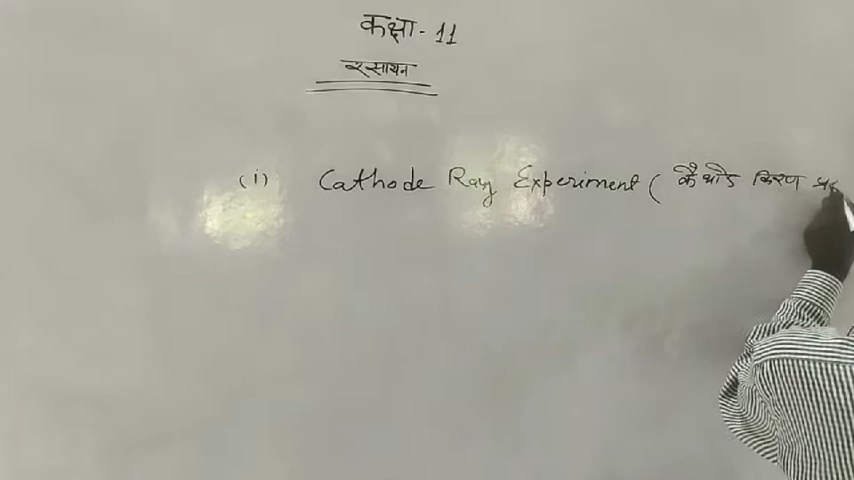 कक्षा - 11
रसायन
(i) Cathode Ray Experiment ( कैथोड किरण